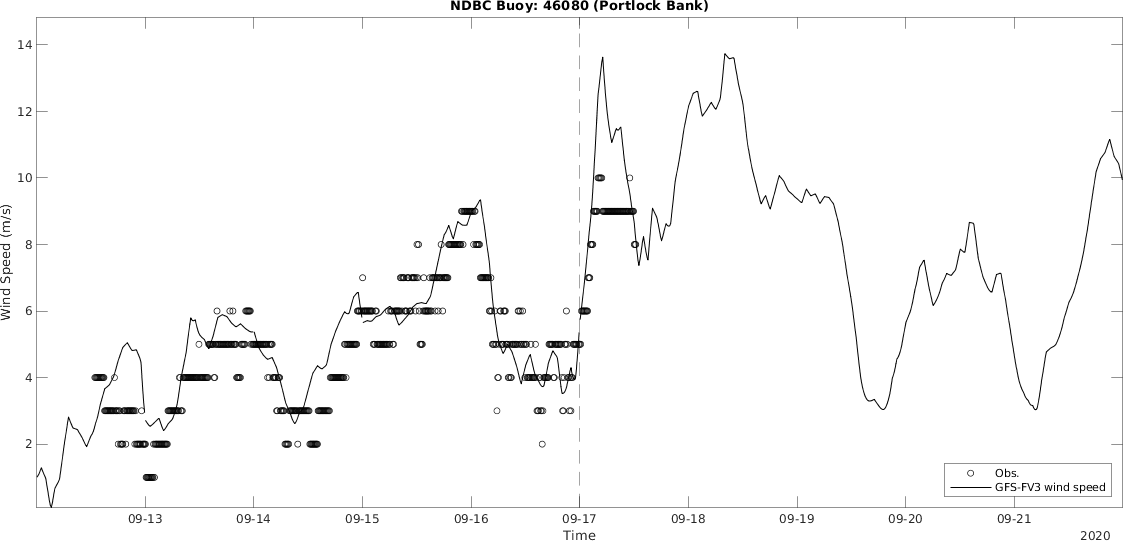 NDBC Buoy: 46080 (Portlock Bank)
14
12
10
8
6
4
2
Wind Speed (m/s)
Obs.
GFS-FV3 wind speed
09-13 09-14 09-15 09-16 09-17 09-18 09-19 09-20 09-21
Time
2020